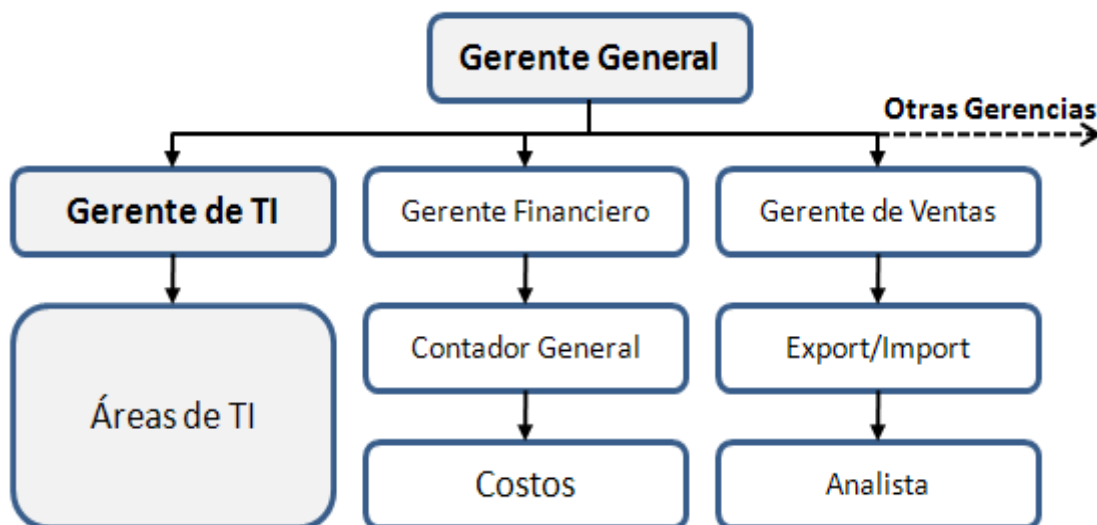 Gerente General
Otras Gerencias
Gerente de TI
Gerente Financiero
Gerente de Ventas
Áreas de TI
Contador General
Export/Import
Costos
Analista